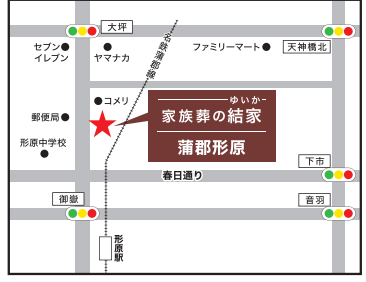 大坪
セブン
イレブン
ヤマナカ
名鉄蒲郡線
ファミリーマート
天神橋北
コメリ
郵便局
形原中学校
ゆいかー
家族葬の結家
蒲郡形原
下市
春日通り
御嶽
音羽
形原駅